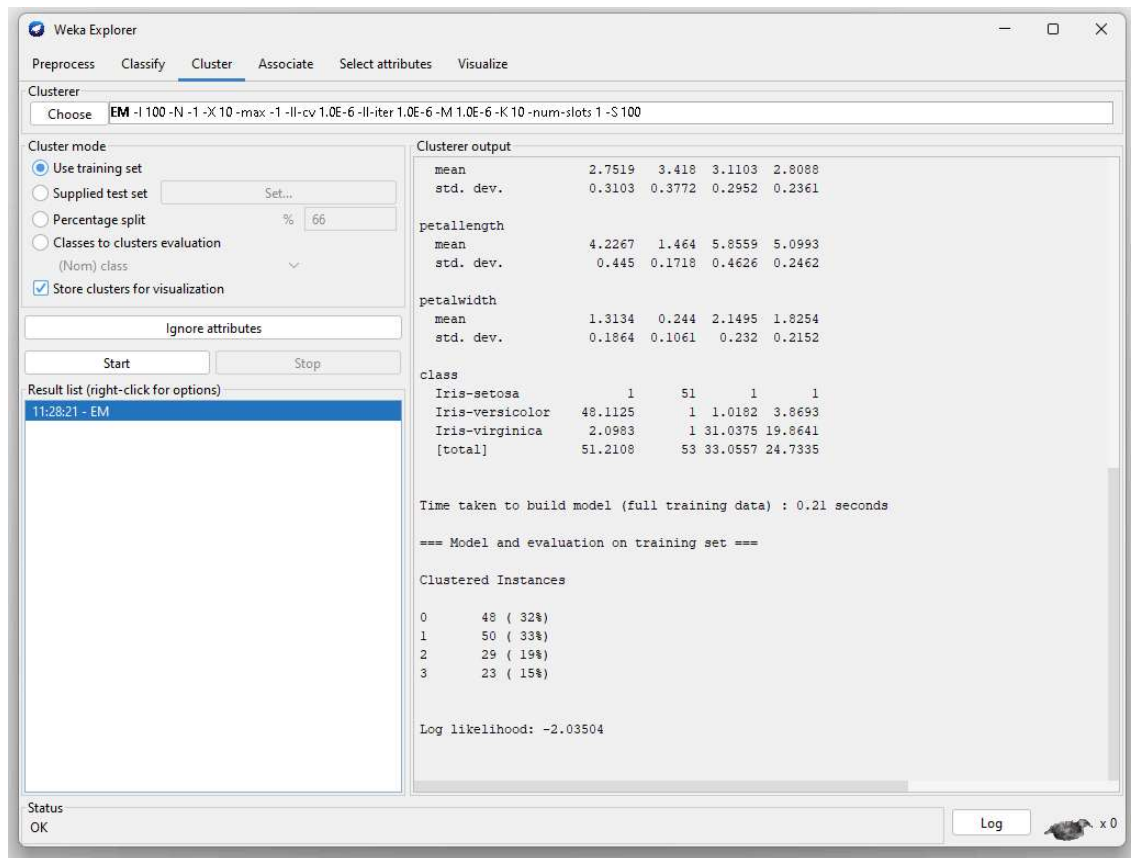 Weka Explorer
Preprocess Classify Cluster Associate Select attributes Visualize
Clusterer
Choose EM -I 100 -N -1 -X 10 -max -1 -ll-cv 1.0E-6 -ll-iter 1.0E-6 -M 1.0E-6 -K 10 -num-slots 1 -S 100
Cluster mode
Use training set
Supplied test set Set...
Percentage split % 66
Classes to clusters evaluation
(Nom) class
Store clusters for visualization
Ignore attributes
Start Stop
Result list (right-click for options)
11:28:21 - EM
Clusterer output
mean 2.7519 3.418 3.1103 2.8088
std. dev. 0.3103 0.3772 0.2952 0.2361
petallength
mean 4.2267 1.464 5.8559 5.0993
std. dev. 0.445 0.1718 0.4626 0.2462
petalwidth
mean 1.3134 0.244 2.1495 1.8254
std. dev. 0.1864 0.1061 0.232 0.2152
class
Iris-setosa 1 51 1 1
Iris-versicolor 48.1125 1 1.0182 3.8693
Iris-virginica 2.0983 1 31.0375 19.8641
[total] 51.2108 53 33.0557 24.7335
Time taken to build model (full training data) : 0.21 seconds
=== Model and evaluation on training set ===
Clustered Instances
0 48 ( 32%)
1 50 ( 33%)
2 29 ( 19%)
3 23 ( 15%)
Log likelihood: -2.03504
Status
OK
Log x 0